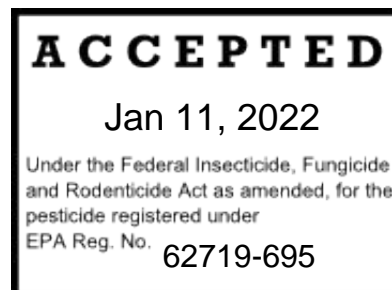 ACCEPTED
Jan 11, 2022
Under the Federal Insecticide, Fungicide
and Rodenticide Act as amended, for the
pesticide registered under
EPA Reg. No. 62719-695